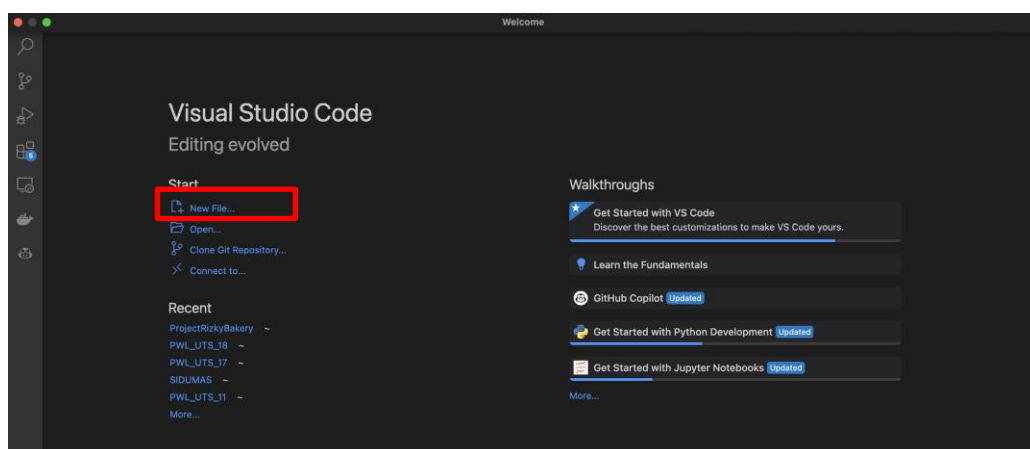 Welcome
Visual Studio Code
Editing evolved
Start
New File...
Open...
Clone Git Repository...
Connect to...
Recent
ProjectRizkyBakery ~
PWL_UTS_18 ~
PWL_UTS_17 ~
SIDUMAS ~
PWL_UTS_11 ~
More...
Walkthroughs
Get Started with VS Code
Discover the best customizations to make VS Code yours.
Learn the Fundamentals
GitHub Copilot Updated
Get Started with Python Development Updated
Get Started with Jupyter Notebooks Updated
More...
5